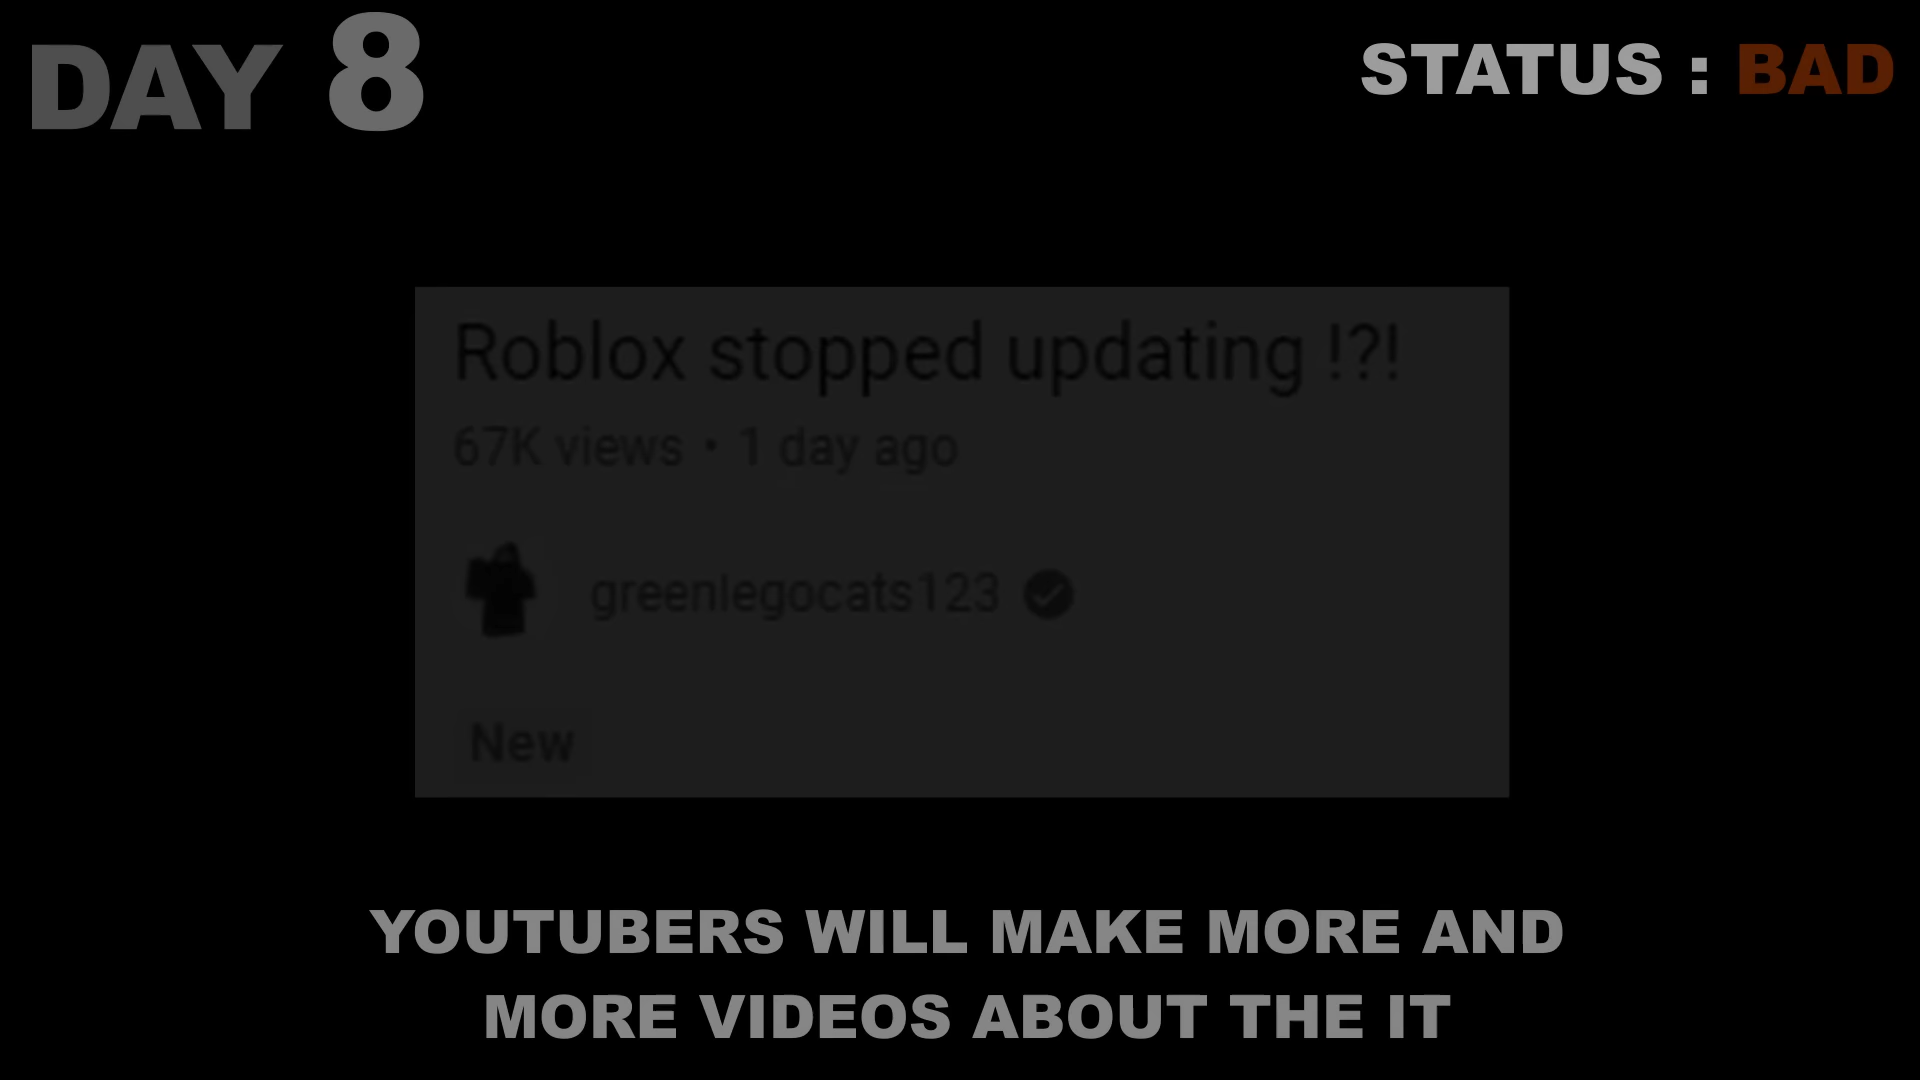 DAY 8
STATUS : BAD
Roblox stopped updating !?!
67K views • 1 day ago
greenlegocats123
New
YOUTUBERS WILL MAKE MORE AND
MORE VIDEOS ABOUT THE IT